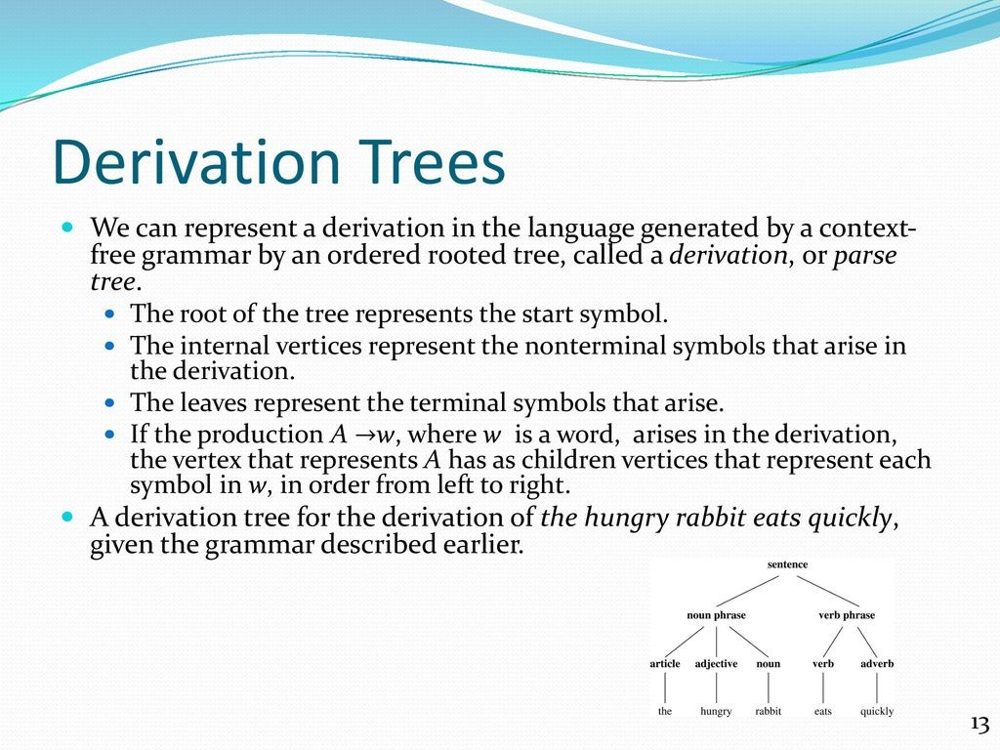 Derivation Trees
• We can represent a derivation in the language generated by a context-
free grammar by an ordered rooted tree, called a derivation, or parse
tree.
• The root of the tree represents the start symbol.
• The internal vertices represent the nonterminal symbols that arise in
the derivation.
• The leaves represent the terminal symbols that arise.
• If the production A →w, where w is a word, arises in the derivation,
the vertex that represents A has as children vertices that represent each
symbol in w, in order from left to right.
• A derivation tree for the derivation of the hungry rabbit eats quickly,
given the grammar described earlier.
sentence
noun phrase verb phrase
article adjective noun verb adverb
the hungry rabbit eats quickly
13